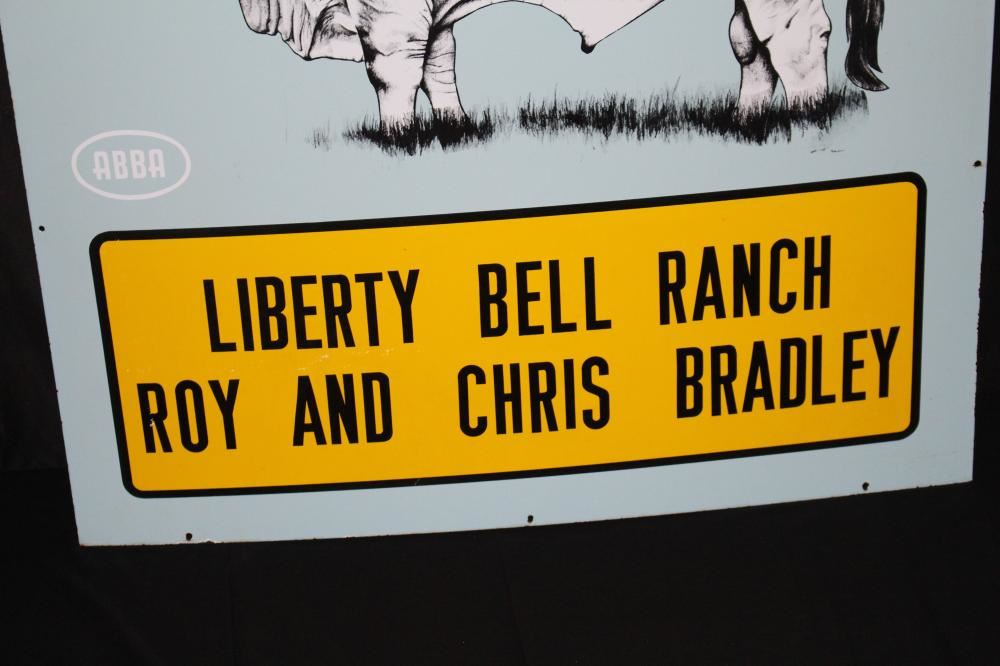 ABBA
LIBERTY BELL RANCH
ROY AND CHRIS BRADLEY